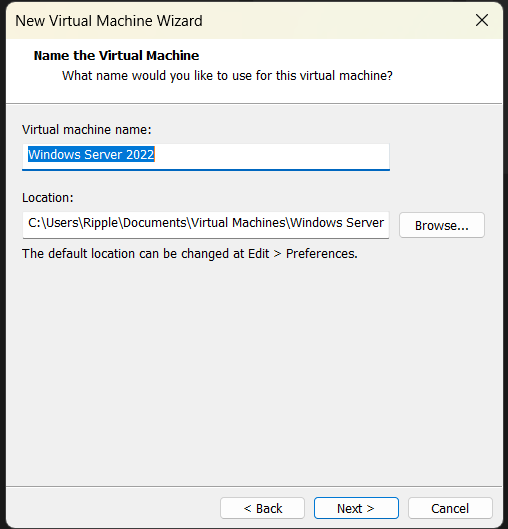 New Virtual Machine Wizard
Name the Virtual Machine
What name would you like to use for this virtual machine?
Virtual machine name:
Windows Server 2022
Location:
C:\Users\Ripple\Documents\Virtual Machines\Windows Server
Browse...
The default location can be changed at Edit > Preferences.
< Back
Next >
Cancel